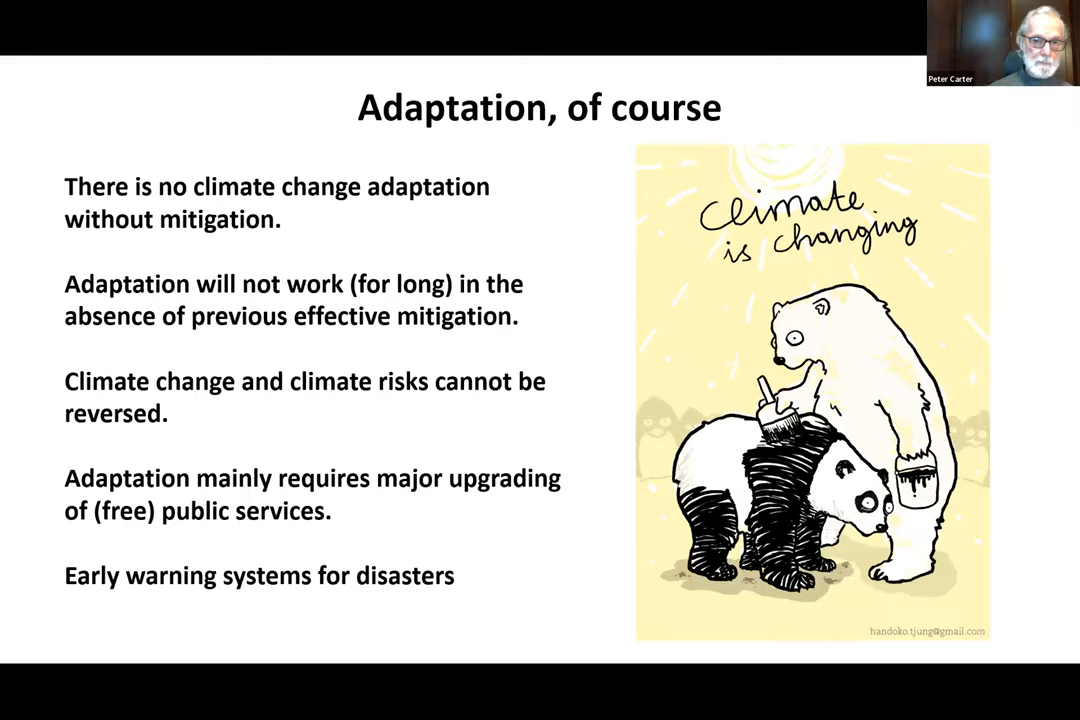 Peter Carter
Adaptation, of course
There is no climate change adaptation
without mitigation.
Adaptation will not work (for long) in the
absence of previous effective mitigation.
Climate change and climate risks cannot be
reversed.
Adaptation mainly requires major upgrading
of (free) public services.
Early warning systems for disasters
Climate
is changing
handoko.tjung@gmail.com